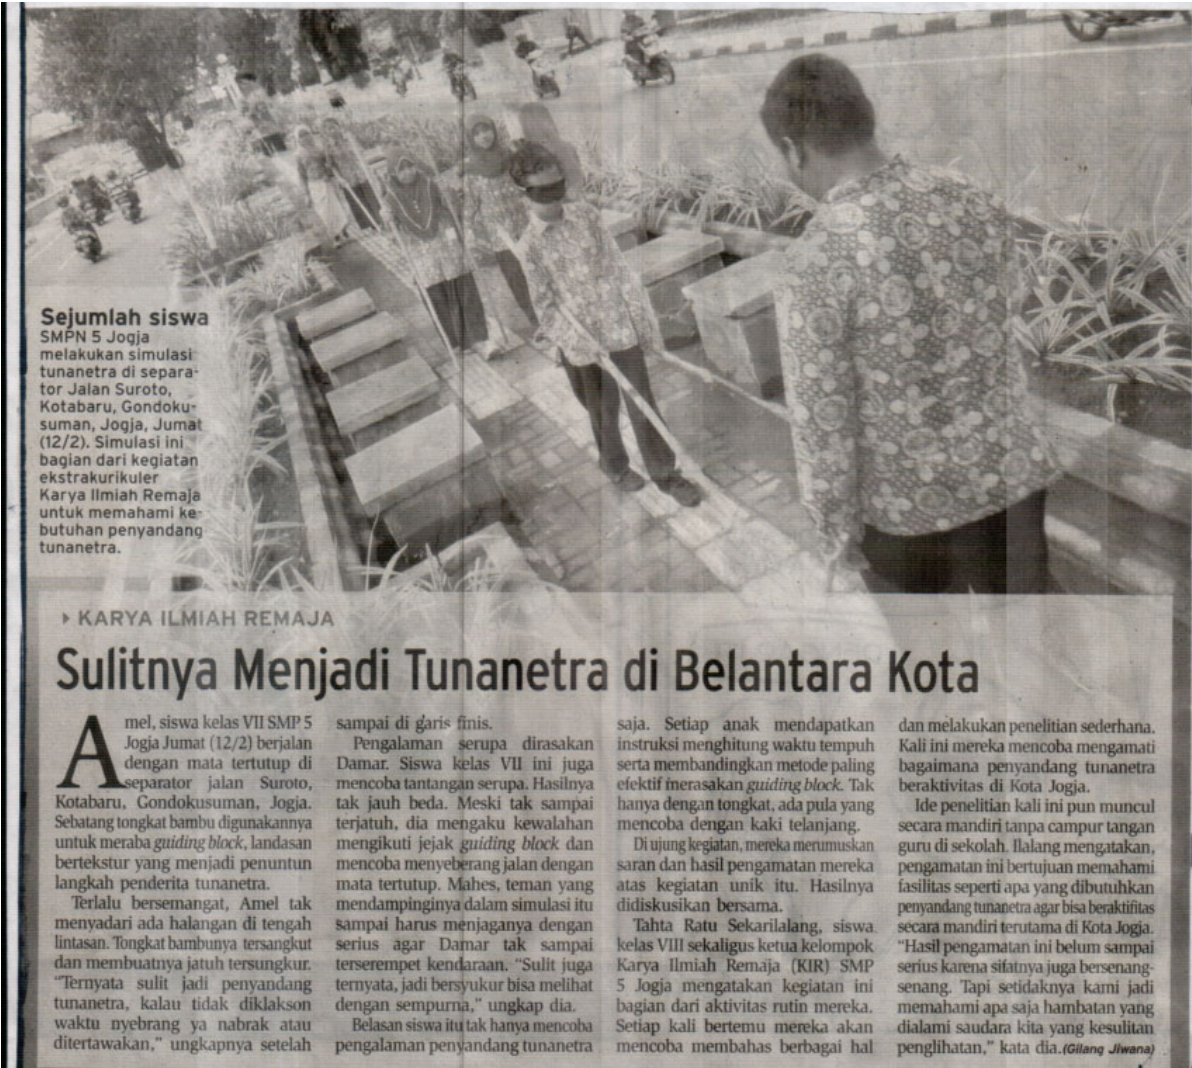 Sejumlah siswa
SMPN 5 Jogja
melakukan simulasi
tunanetra di separa-
tor Jalan Suroto,
Kotabaru, Gondoku-
suman, Jogja, Jumat
(12/2). Simulasi ini
bagian dari kegiatan
ekstrakurikuler
Karya Ilmiah Remaja
untuk memahami ke-
butuhan penyandang
tunanetra.
KARYA ILMIAH REMAJA
Sulitnya Menjadi Tunanetra di Belantara Kota
Amel, siswa kelas VII SMP 5
Jogja Jumat (12/2) berjalan
dengan mata tertutup di
separator jalan Suroto,
Kotabaru, Gondokusuman, Jogja.
Sebatang tongkat bambu digunakannya
untuk meraba guiding block, landasan
bertekstur yang menjadi penuntun
langkah penderita tunanetra.
Terlalu bersemangat, Amel tak
menyadari ada halangan di tengah
lintasan. Tongkat bambunya tersangkut
dan membuatnya jatuh tersungkur.
“Ternyata sulit jadi penyandang
tunanetra, kalau tidak diklakson
waktu nyebrang ya nabrak atau
ditertawakan,” ungkapnya setelah
sampai di garis finis.
Pengalaman serupa dirasakan
Damar. Siswa kelas VII ini juga
mencoba tantangan serupa. Hasilnya
tak jauh beda. Meski tak sampai
terjatuh, dia mengaku kewalahan
mengikuti jejak guiding block dan
mencoba menyeberang jalan dengan
mata tertutup. Mahes, teman yang
mendampinginya dalam simulasi itu
sampai harus menjaganya dengan
serius agar Damar tak sampai
terserempet kendaraan. “Sulit juga
ternyata, jadi bersyukur bisa melihat
dengan sempurna,” ungkap dia.
Belasan siswa itu tak hanya mencoba
pengalaman penyandang tunanetra
saja. Setiap anak mendapatkan
instruksi menghitung waktu tempuh
serta membandingkan metode paling
efektif merasakan guiding block. Tak
hanya dengan tongkat, ada pula yang
mencoba dengan kaki telanjang.
Di ujung kegiatan, mereka merumuskan
saran dan hasil pengamatan mereka
atas kegiatan unik itu. Hasilnya
didiskusikan bersama.
Tahta Ratu Sekarilalang, siswa
kelas VIII sekaligus ketua kelompok
Karya Ilmiah Remaja (KIR) SMP
5 Jogja mengatakan kegiatan ini
bagian dari aktivitas rutin mereka.
Setiap kali bertemu mereka akan
mencoba membahas berbagai hal
dan melakukan penelitian sederhana.
Kali ini mereka mencoba mengamati
bagaimana penyandang tunanetra
beraktivitas di Kota Jogja.
Ide penelitian kali ini pun muncul
secara mandiri tanpa campur tangan
guru di sekolah. Ilalang mengatakan,
pengamatan ini bertujuan memahami
fasilitas seperti apa yang dibutuhkan
penyandang tunanetra agar bisa beraktifitas
secara mandiri terutama di Kota Jogja.
“Hasil pengamatan ini belum sampai
serius karena sifatnya juga bersenang-
senang. Tapi setidaknya kami jadi
memahami apa saja hambatan yang
dialami saudara kita yang kesulitan
penglihatan,” kata dia.(Gilang Jiwana)